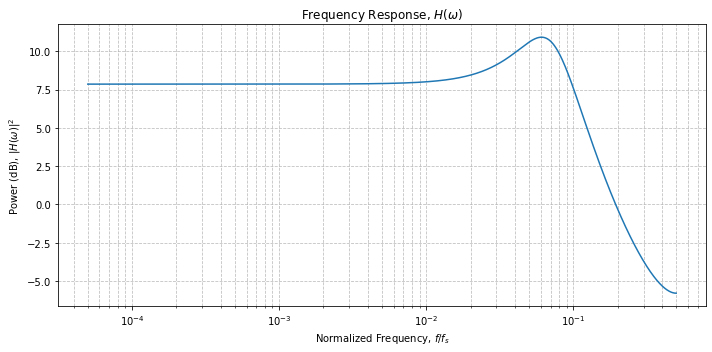 Frequency Response, H(ω)
Power (dB), |H(ω)|²
10.0
7.5
5.0
2.5
0.0
−2.5
−5.0
10⁻⁴ 10⁻³ 10⁻² 10⁻¹
Normalized Frequency, f/fₛ